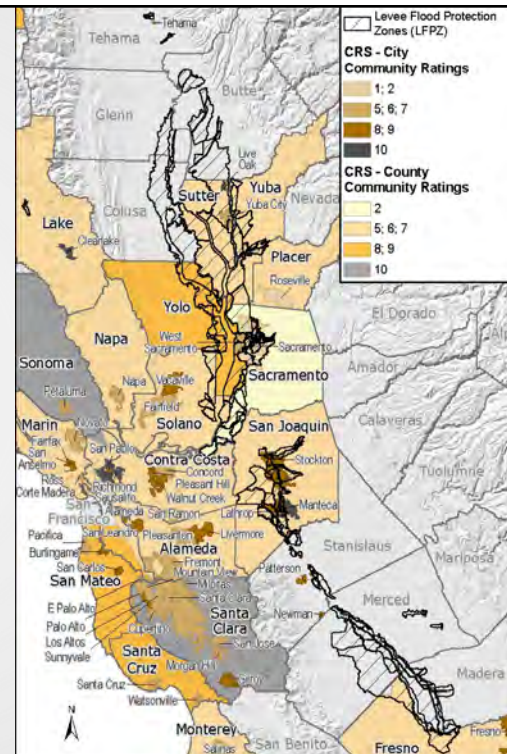 Tehama
Tehama
Butte
Glenn
Live
Oak
Yuba
Sutter
Yuba City
Nevada
Colusa
Lake
Clearlake
Placer
Roseville
El Dorado
Yolo
Napa
West
Sacramento
Sacramento
Sacramento
Amador
Sonoma
Petaluma
Napa
Vacaville
Fairfield
Solano
San Joaquin
Calaveras
Marin
Novato
Fairfax
San
Anselmo
Ross
Corte Madera
San Pablo
Contra Costa
Concord
Pleasant Hill
Walnut Creek
Richmond
Sausalito
Alameda
San Ramon
Stockton
Tuolumne
Lathrop
Manteca
San
Francisco
Pacifica
San Leandro
Pleasanton
Livermore
Burlingame
Alameda
Stanislaus
Mariposa
San Carlos
Fremont
Mountain View
Milpitas
Patterson
San Mateo
Santa Clara
Merced
E Palo Alto
Palo Alto
Los Altos
Sunnyvale
Cupertino
Santa
Clara
Newman
San Jose
Santa
Cruz
Morgan Hill
Madera
Santa Cruz
Gilroy
Watsonville
N
Monterey
Salinas
San Benito
Fresno
Fresno
Levee Flood Protection
Zones (LFPZ)
CRS - City
Community Ratings
1; 2
5; 6; 7
8; 9
10
CRS - County
Community Ratings
2
5; 6; 7
8; 9
10